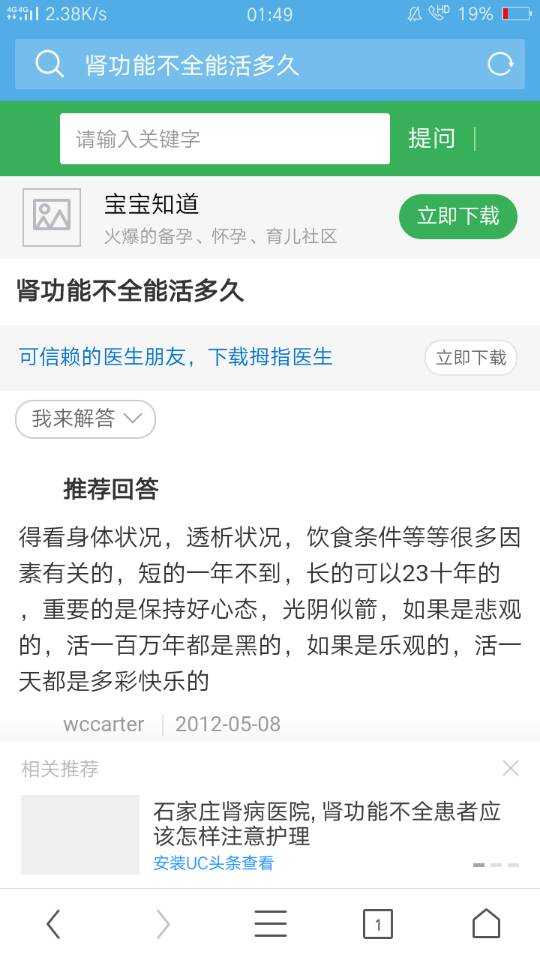 4G 4G 2.38K/s 01:49 HD 19%
肾功能不全能活多久
请输入关键字 提问
宝宝知道
火爆的备孕、怀孕、育儿社区
立即下载
肾功能不全能活多久
可信赖的医生朋友，下载拇指医生 立即下载
我来解答
推荐回答
得看身体状况，透析状况，饮食条件等等很多因
素有关的，短的一年不到，长的可以23十年的
，重要的是保持好心态，光阴似箭，如果是悲观
的，活一百万年都是黑的，如果是乐观的，活一
天都是多彩快乐的
wccarter 2012-05-08
相关推荐
石家庄肾病医院, 肾功能不全患者应
该怎样注意护理
安装UC头条查看
1